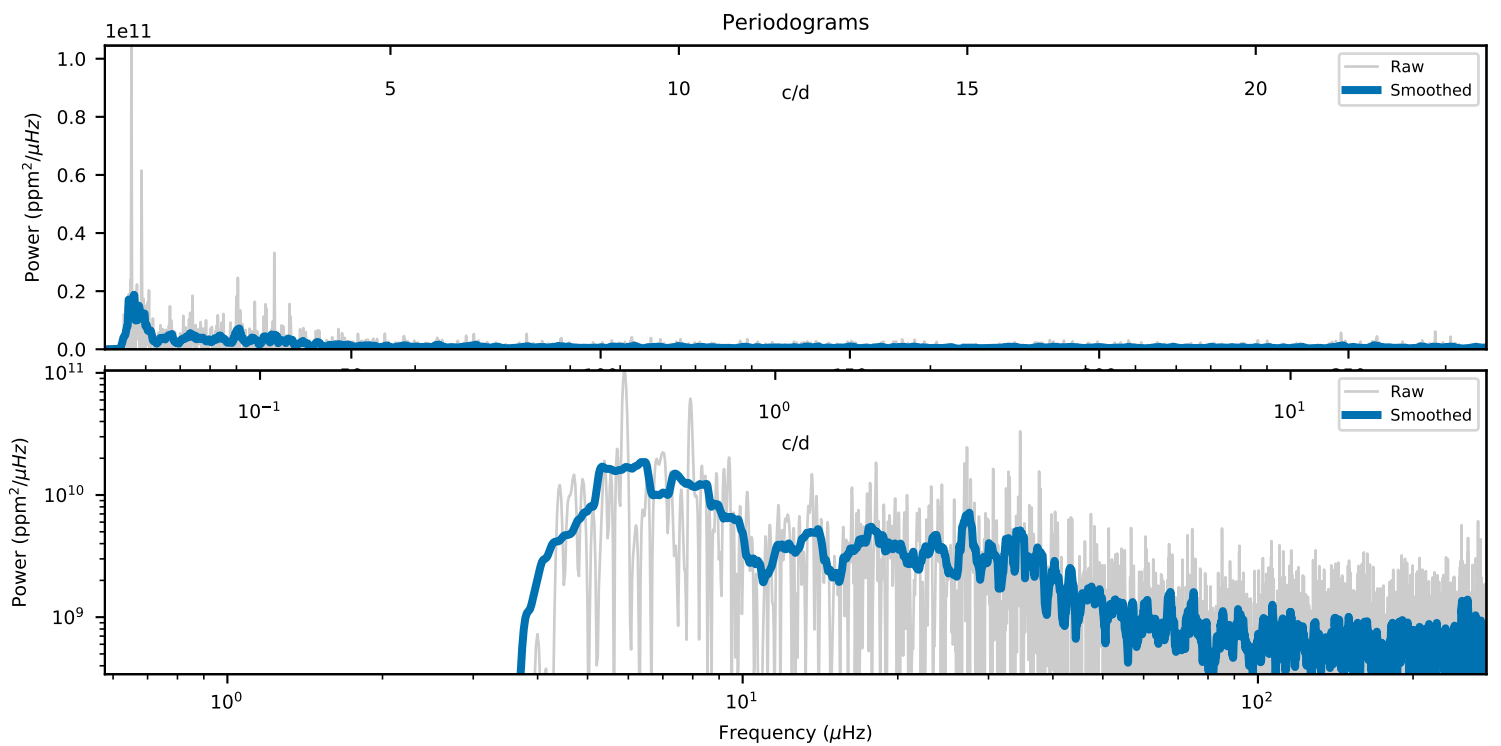 Periodograms
1e11
1.0
0.8
0.6
0.4
0.2
0.0
Power (ppm²/μHz)
5 10 15 20
c/d
Raw
Smoothed
10¹¹
10¹⁰
10⁹
Power (ppm²/μHz)
10⁻¹ 10⁰ 10¹
c/d
Raw
Smoothed
10⁰ 10¹ 10²
Frequency (μHz)